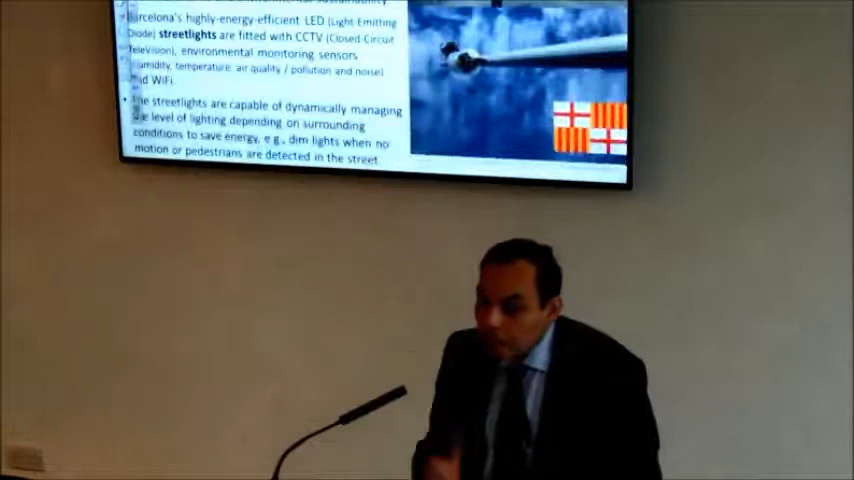 Barcelona's highly-energy-efficient LED (Light-Emitting
Diode) streetlights are fitted with CCTV (Closed-Circuit
Television), environmental monitoring sensors
humidity, temperature, air quality / pollution and noise)
and WiFi.
• The streetlights are capable of dynamically managing
the level of lighting depending on surrounding
conditions to save energy, e.g., dim lights when no
motion or pedestrians are detected in the street.